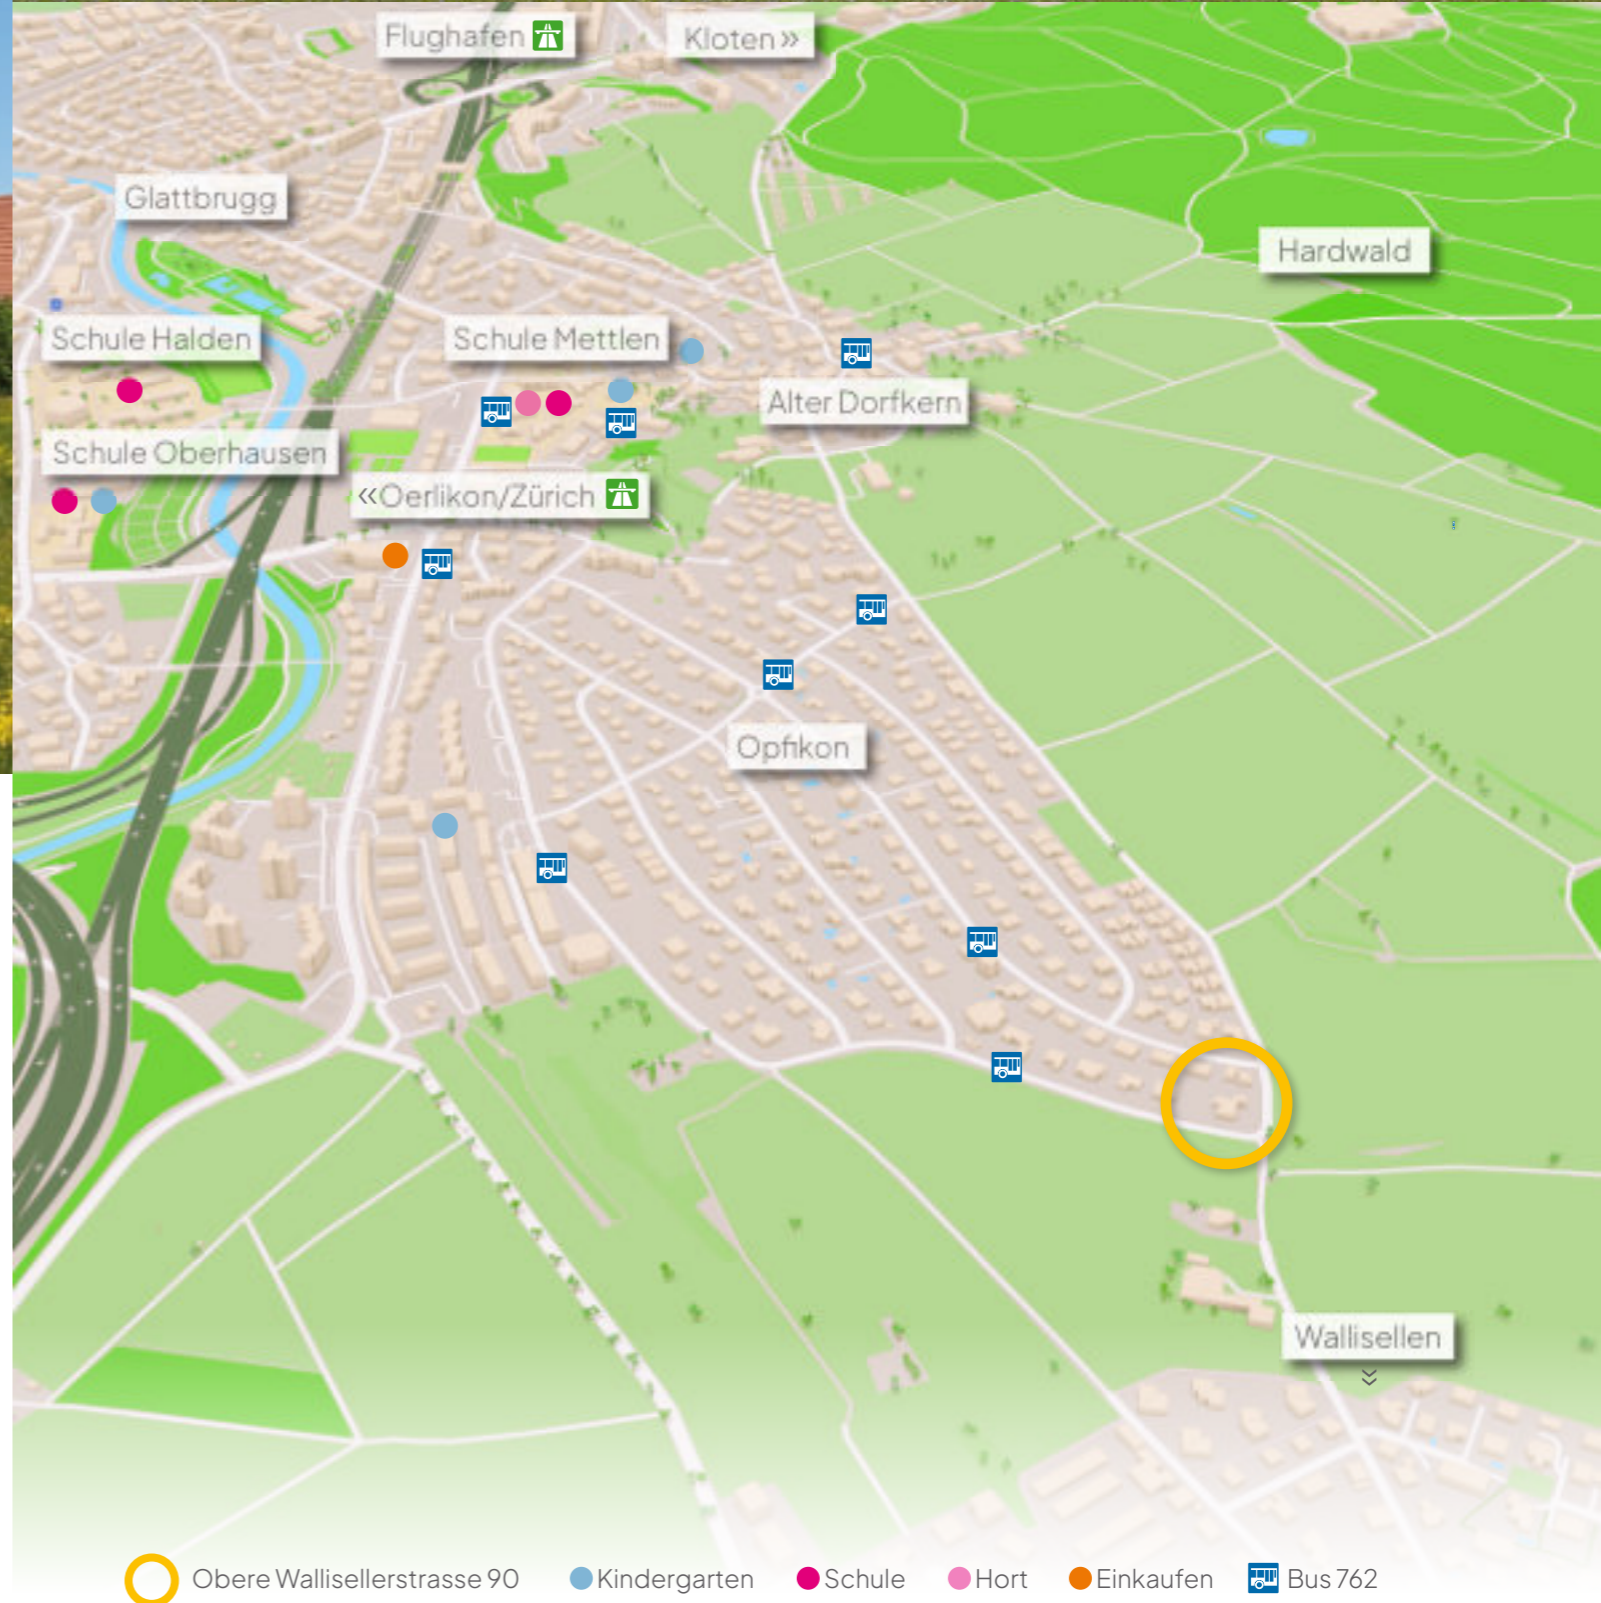 Flughafen
Kloten »
Glattbrugg
Hardwald
Schule Halden
Schule Mettlen
Alter Dorfkern
Schule Oberhausen
«Oerlikon/Zürich
Opfikon
Wallisellen
Obere Wallisellerstrasse 90
Kindergarten
Schule
Hort
Einkaufen
Bus 762